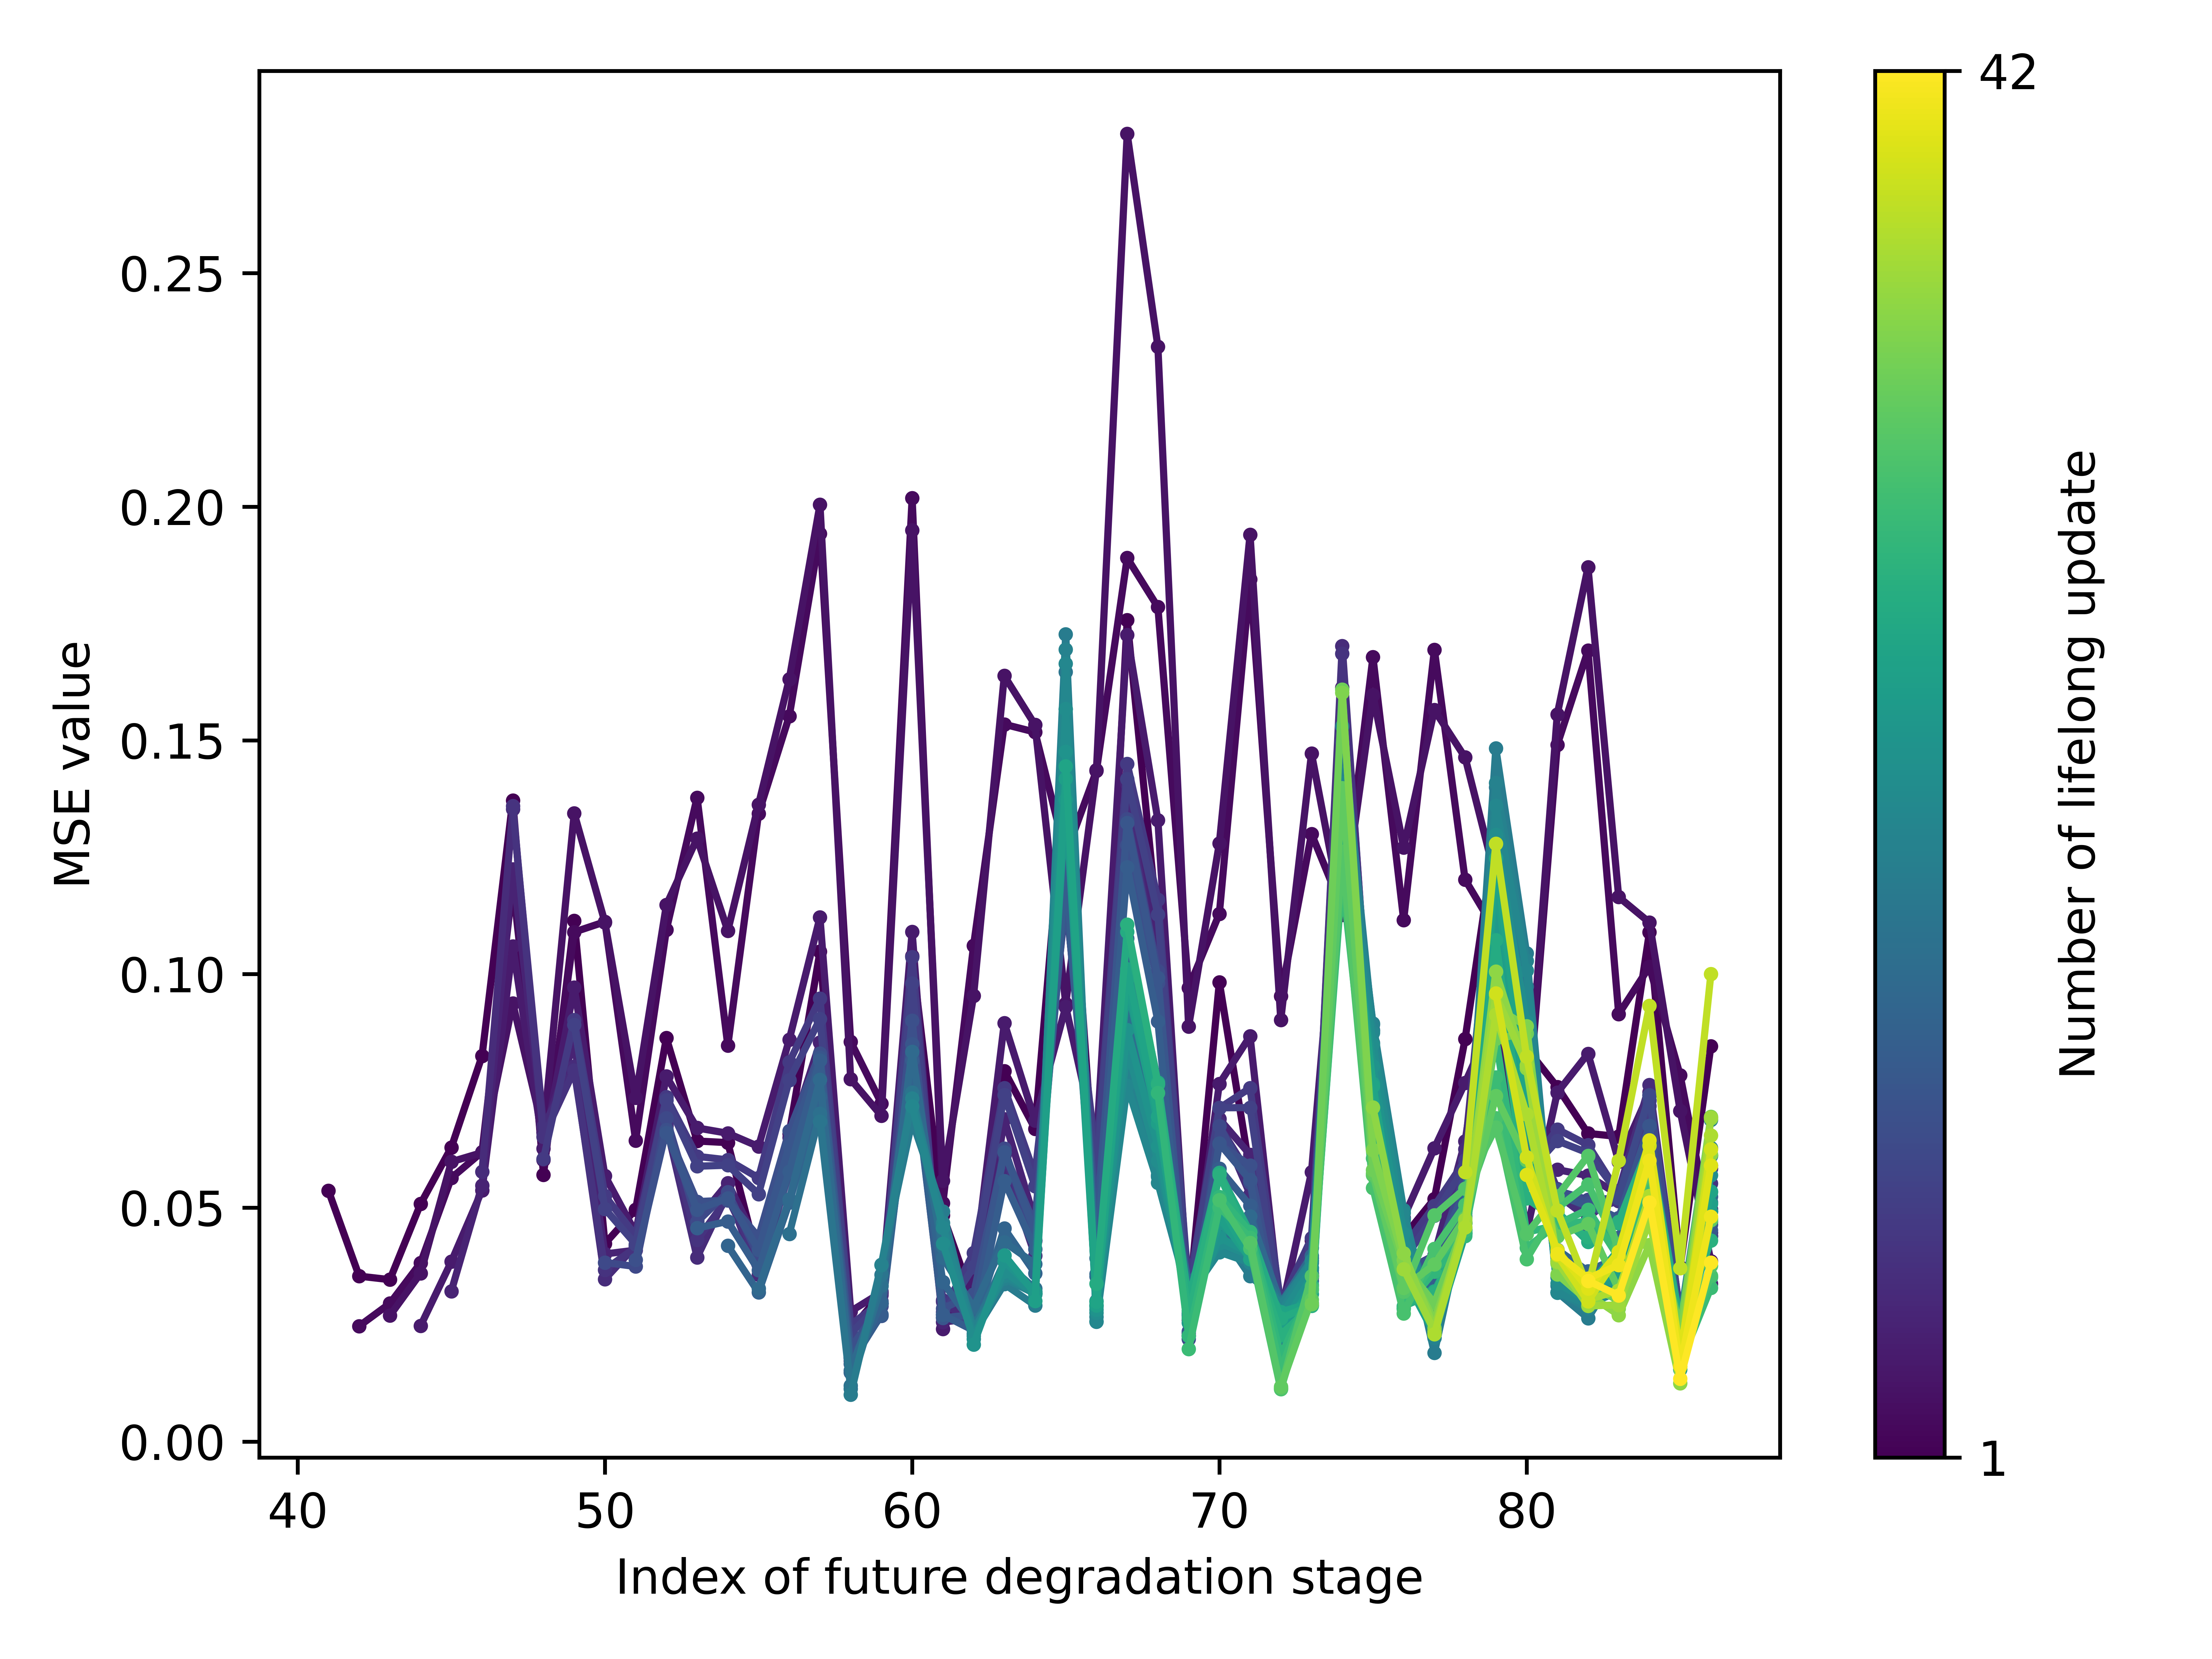 MSE value
0.25
0.20
0.15
0.10
0.05
0.00
40 50 60 70 80
Index of future degradation stage
42
1
Number of lifelong update